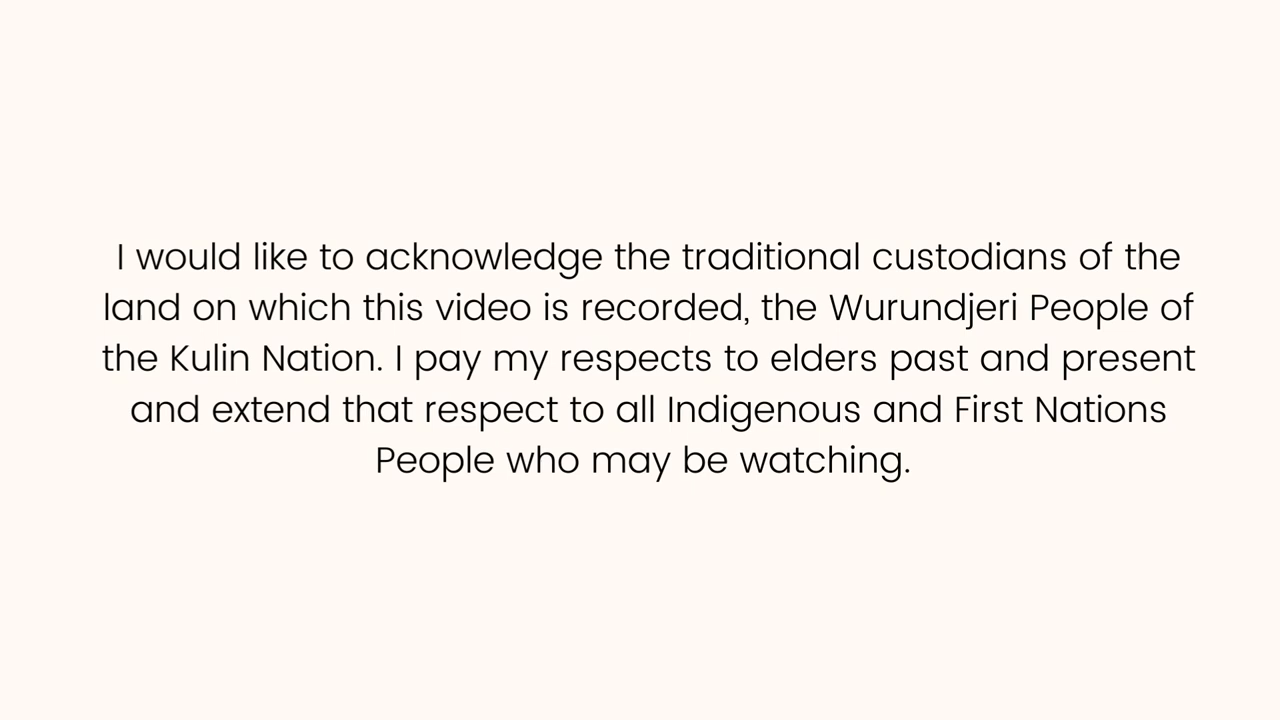 I would like to acknowledge the traditional custodians of the
land on which this video is recorded, the Wurundjeri People of
the Kulin Nation. I pay my respects to elders past and present
and extend that respect to all Indigenous and First Nations
People who may be watching.